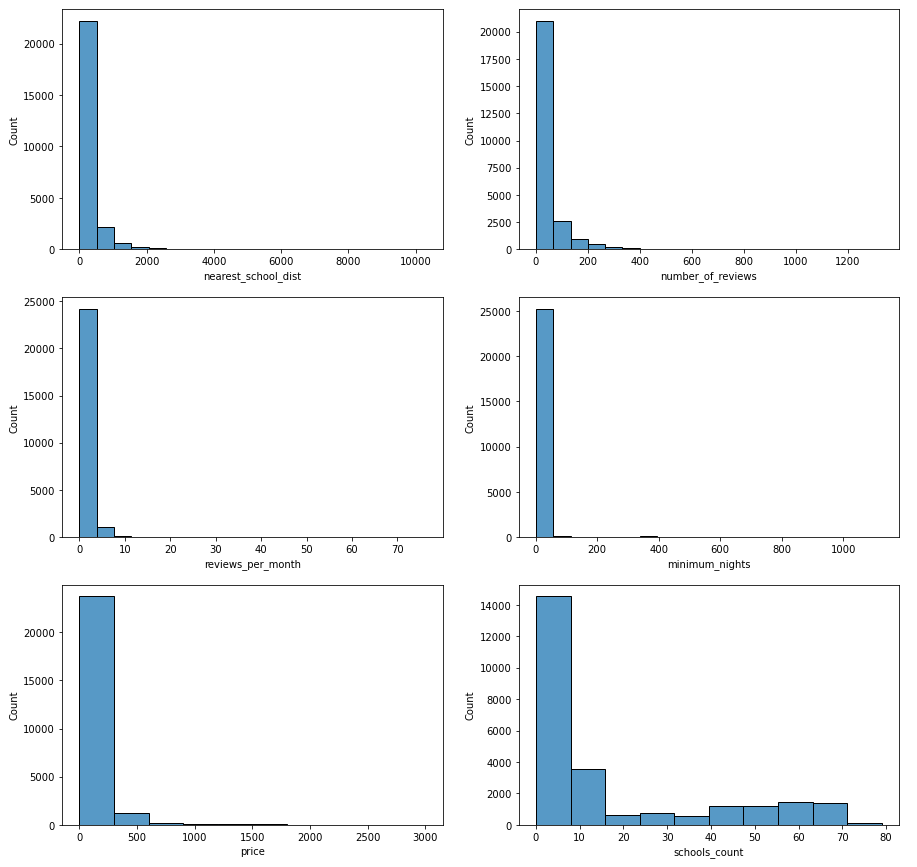 20000
15000
10000
5000
0
Count
0 2000 4000 6000 8000 10000
nearest_school_dist
20000
17500
15000
12500
10000
7500
5000
2500
0
Count
0 200 400 600 800 1000 1200
number_of_reviews
25000
20000
15000
10000
5000
0
Count
0 10 20 30 40 50 60 70
reviews_per_month
25000
20000
15000
10000
5000
0
Count
0 200 400 600 800 1000
minimum_nights
20000
15000
10000
5000
0
Count
0 500 1000 1500 2000 2500 3000
price
14000
12000
10000
8000
6000
4000
2000
0
Count
0 10 20 30 40 50 60 70 80
schools_count